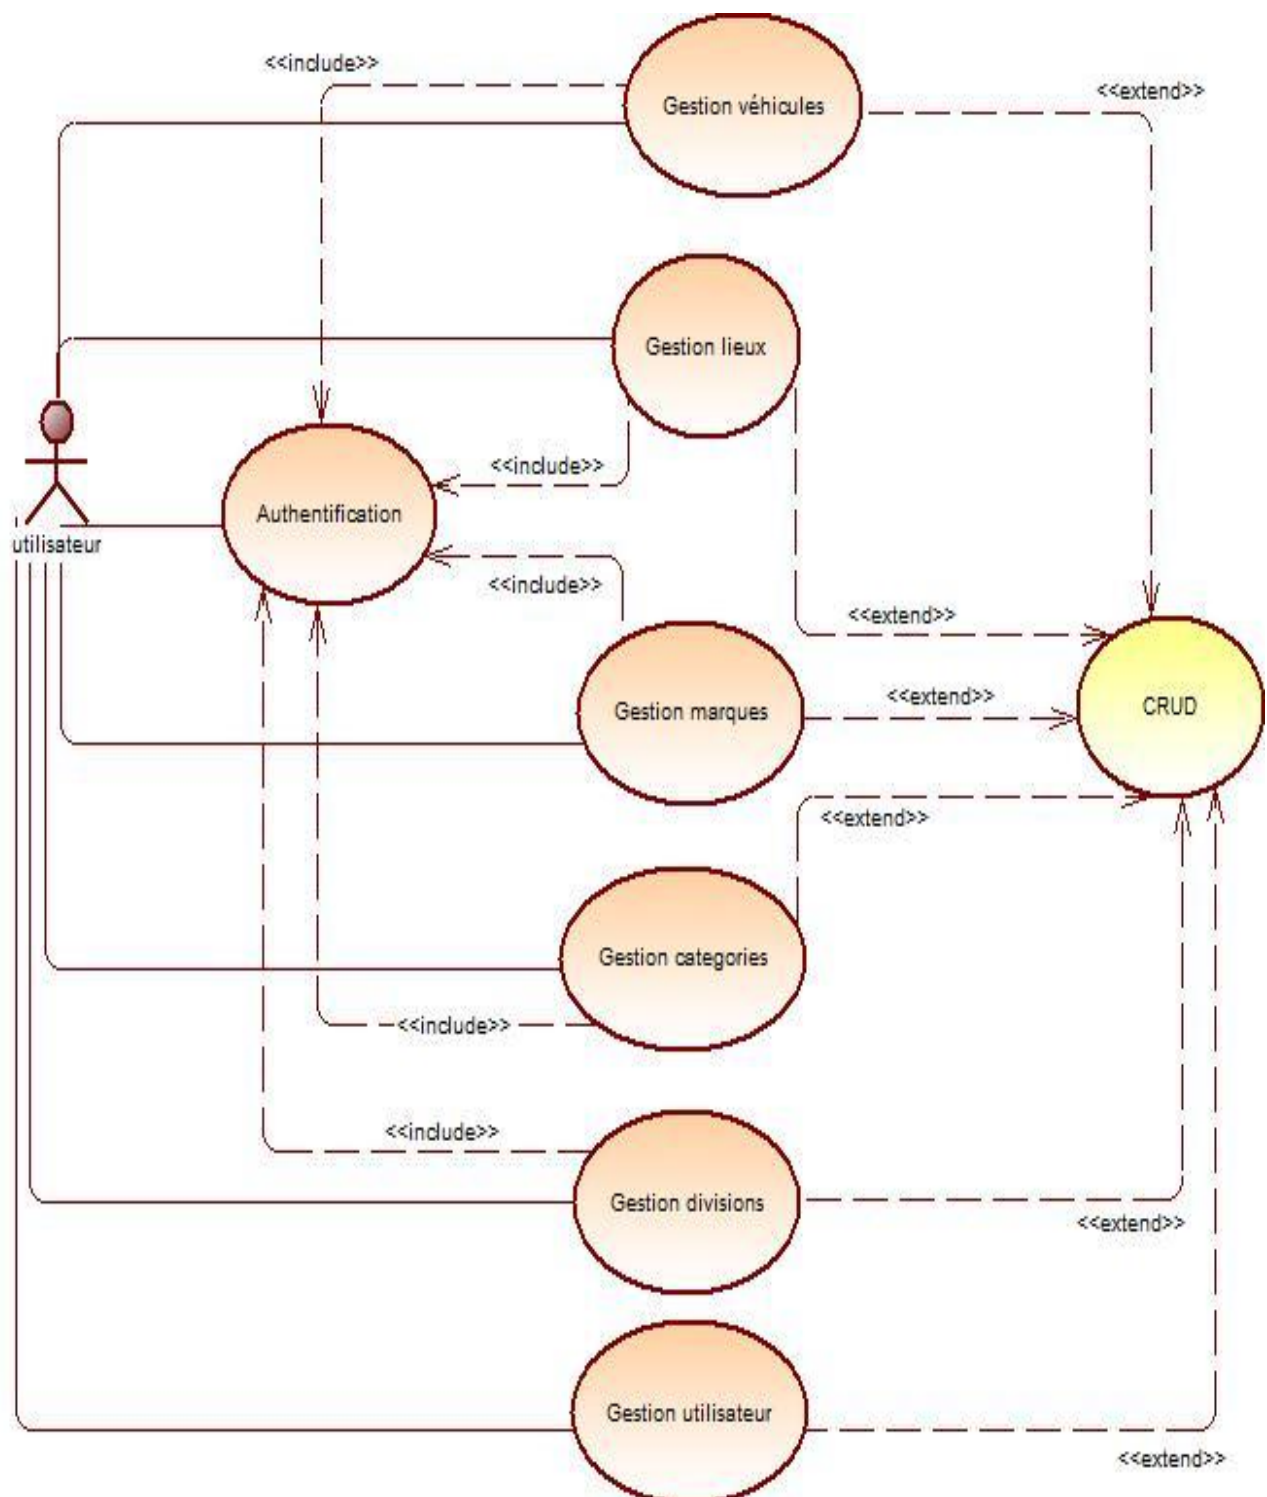 <<include>>
Gestion véhicules
<<extend>>
Gestion lieux
<<include>>
Authentification
utilisateur
<<include>>
<<extend>>
Gestion marques
<<extend>>
CRUD
<<extend>>
Gestion categories
<<include>>
<<include>>
Gestion divisions
<<extend>>
Gestion utilisateur
<<extend>>